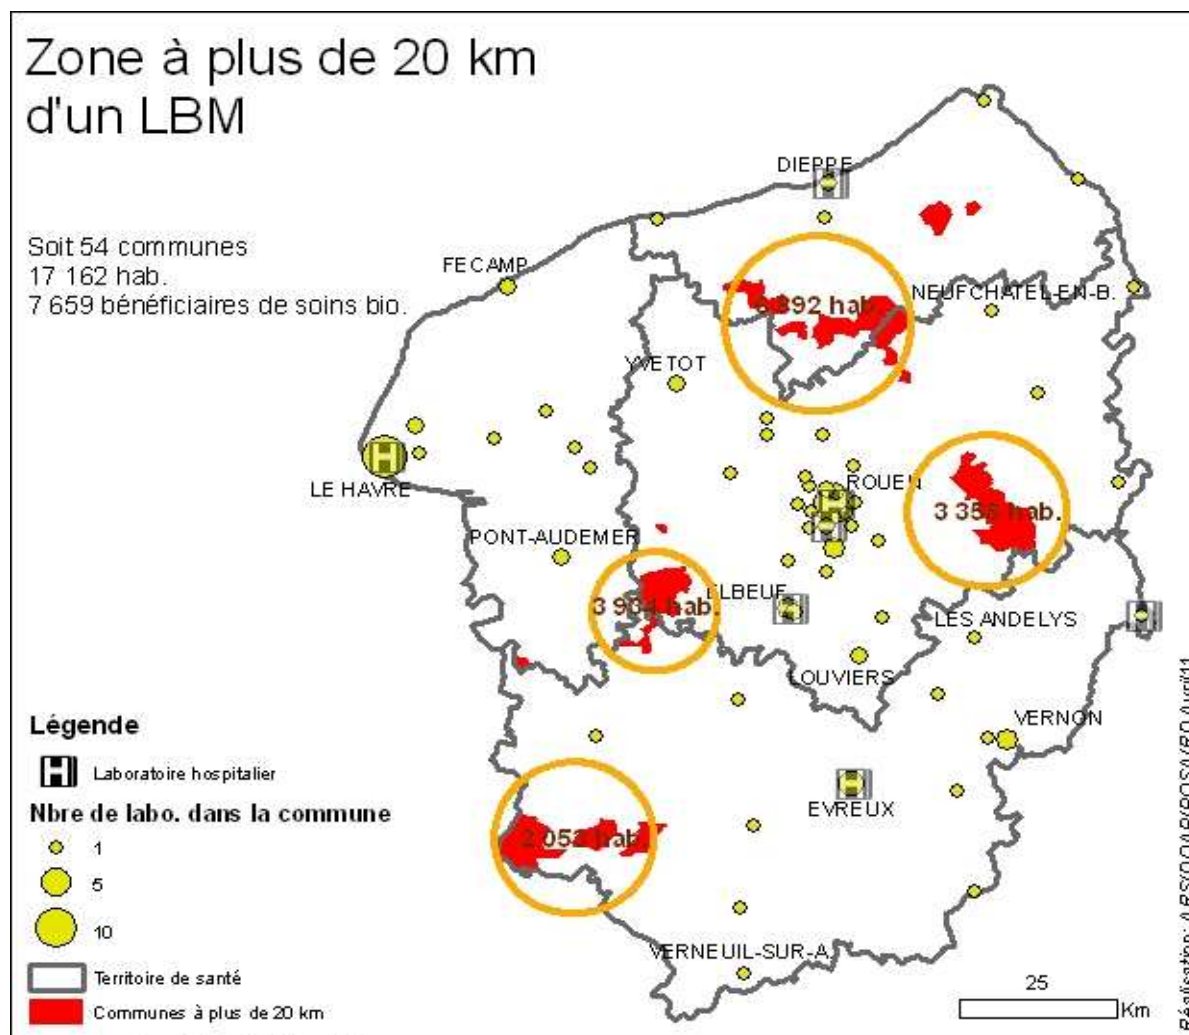 Zone à plus de 20 km
d'un LBM
Soit 54 communes
17 162 hab.
7 659 bénéficiaires de soins bio.
DIEPPE
FECAMP
NEUFCHATEL-EN-B.
892 hab.
YVETOT
LE HAVRE
ROUEN
3 355 hab.
PONT-AUDEMER
ELBEUF
3 934 hab.
LES ANDELYS
LOUVIERS
VERNON
EVREUX
2 052 hab.
VERNEUIL-SUR-A.
Légende
H Laboratoire hospitalier
Nbre de labo. dans la commune
1
5
10
Territoire de santé
Communes à plus de 20 km
25
Km
Réalisation: